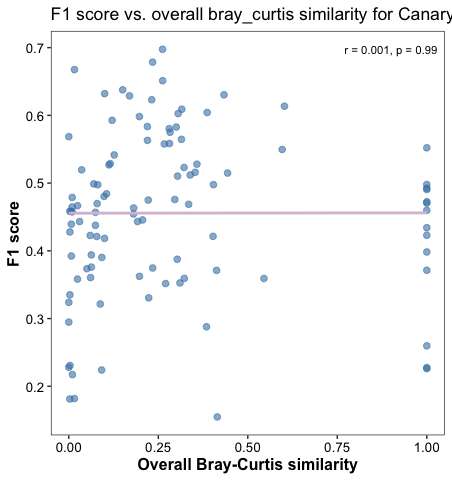 F1 score vs. overall bray_curtis similarity for Canary
r = 0.001, p = 0.99
0.7
0.6
0.5
0.4
0.3
0.2
F1 score
0.00 0.25 0.50 0.75 1.00
Overall Bray-Curtis similarity